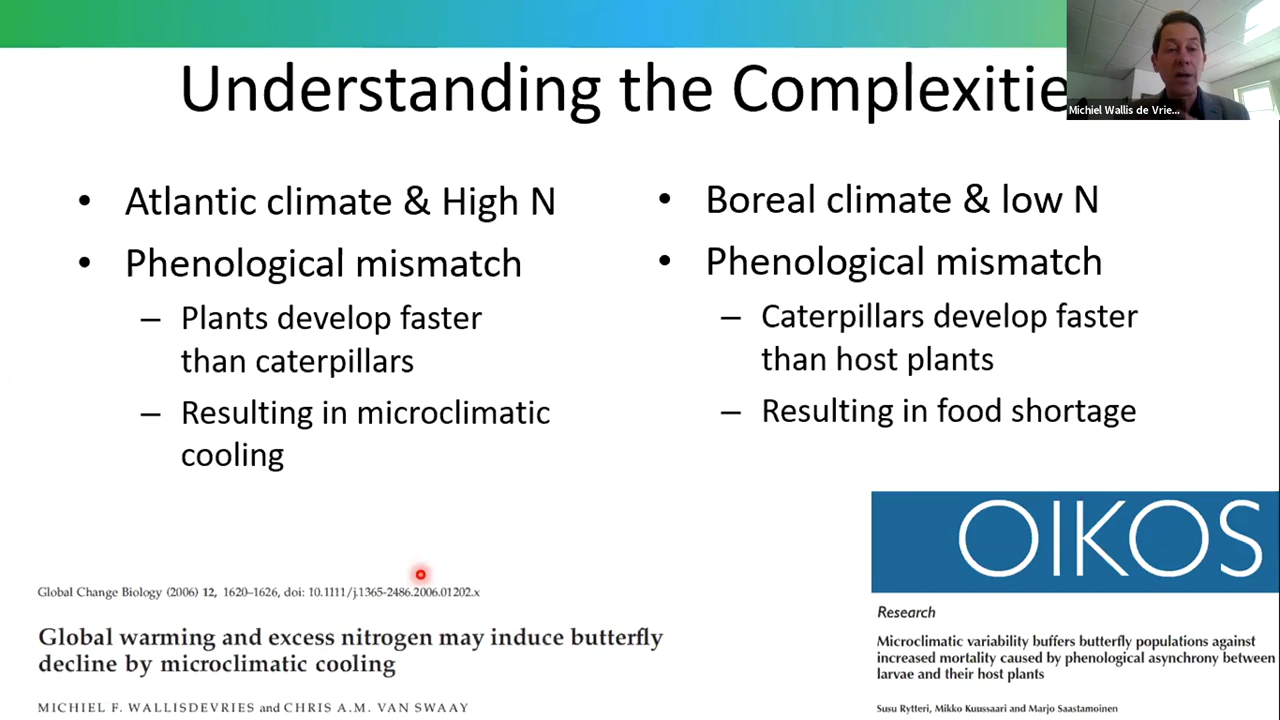 Understanding the Complexitie
Michiel Wallis de Vrie...
• Atlantic climate & High N
• Phenological mismatch
– Plants develop faster
than caterpillars
– Resulting in microclimatic
cooling
• Boreal climate & low N
• Phenological mismatch
– Caterpillars develop faster
than host plants
– Resulting in food shortage
Global Change Biology (2006) 12, 1620–1626, doi: 10.1111/j.1365-2486.2006.01202.x
Global warming and excess nitrogen may induce butterfly
decline by microclimatic cooling
MICHIEL F. WALLISDEVRIES and CHRIS A.M. VAN SWAAY
OIKOS
Research
Microclimatic variability buffers butterfly populations against
increased mortality caused by phenological asynchrony between
larvae and their host plants
Susu Rytteri, Mikko Kuussaari and Marjo Saastamoinen